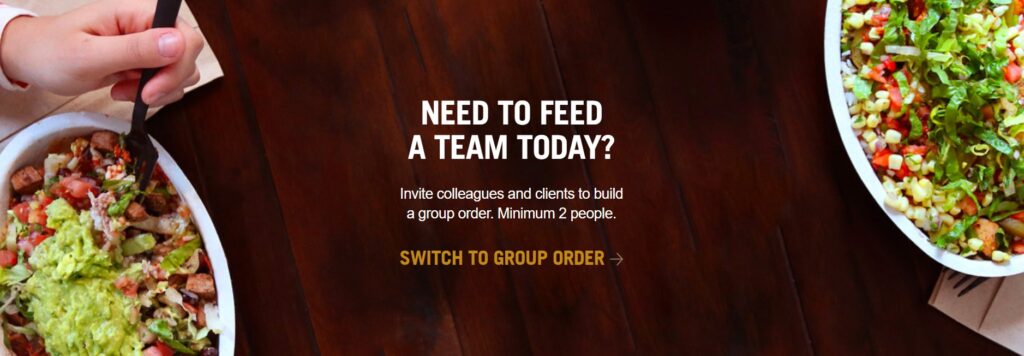 NEED TO FEED
A TEAM TODAY?
Invite colleagues and clients to build
a group order. Minimum 2 people.
SWITCH TO GROUP ORDER →